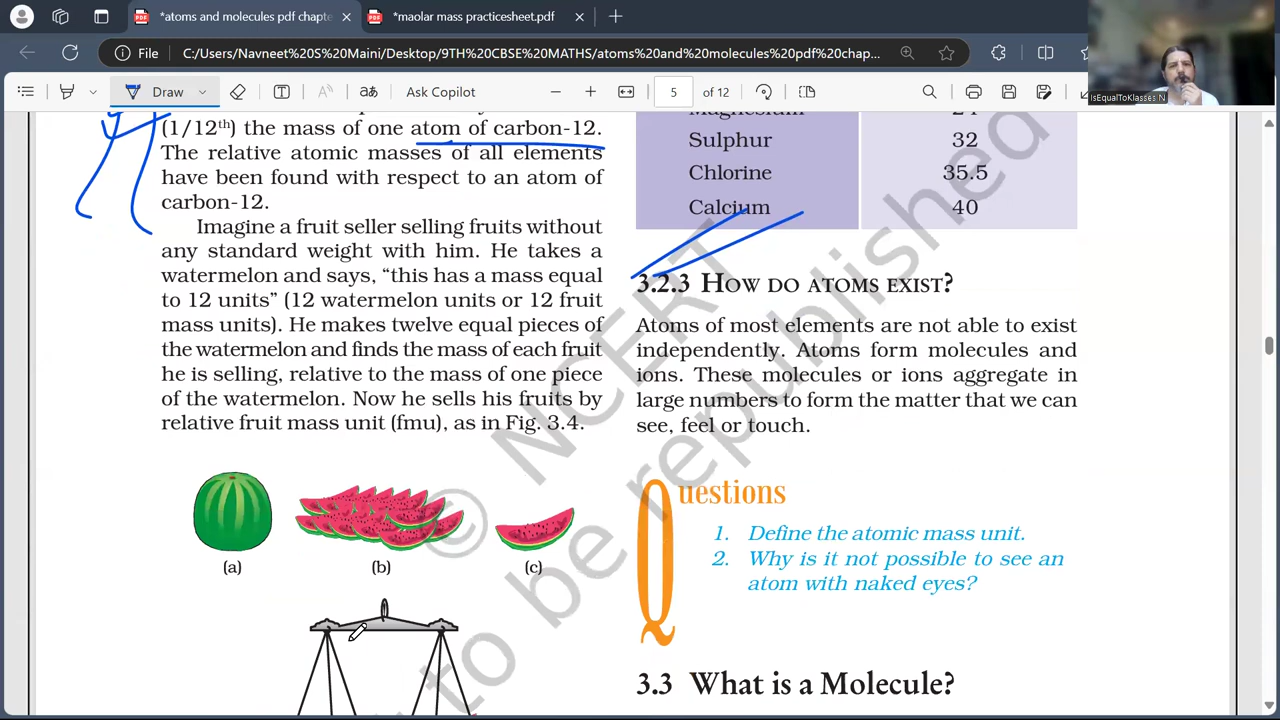 *atoms and molecules pdf chapte
*maolar mass practicesheet.pdf
File
C:/Users/Navneet%20S%20Maini/Desktop/9TH%20CBSE%20MATHS/atoms%20and%20molecules%20pdf%20chap...
Draw
aあ
Ask Copilot
5
of 12
IsEqualToKlasses N
(1/12th) the mass of one atom of carbon-12.
The relative atomic masses of all elements
have been found with respect to an atom of
carbon-12.
Imagine a fruit seller selling fruits without
any standard weight with him. He takes a
watermelon and says, “this has a mass equal
to 12 units” (12 watermelon units or 12 fruit
mass units). He makes twelve equal pieces of
the watermelon and finds the mass of each fruit
he is selling, relative to the mass of one piece
of the watermelon. Now he sells his fruits by
relative fruit mass unit (fmu), as in Fig. 3.4.
(a)
(b)
(c)
Magnesium 24
Sulphur 32
Chlorine 35.5
Calcium 40
3.2.3 HOW DO ATOMS EXIST?
Atoms of most elements are not able to exist
independently. Atoms form molecules and
ions. These molecules or ions aggregate in
large numbers to form the matter that we can
see, feel or touch.
Questions
1. Define the atomic mass unit.
2. Why is it not possible to see an
atom with naked eyes?
3.3 What is a Molecule?
© NCERT
to be republished